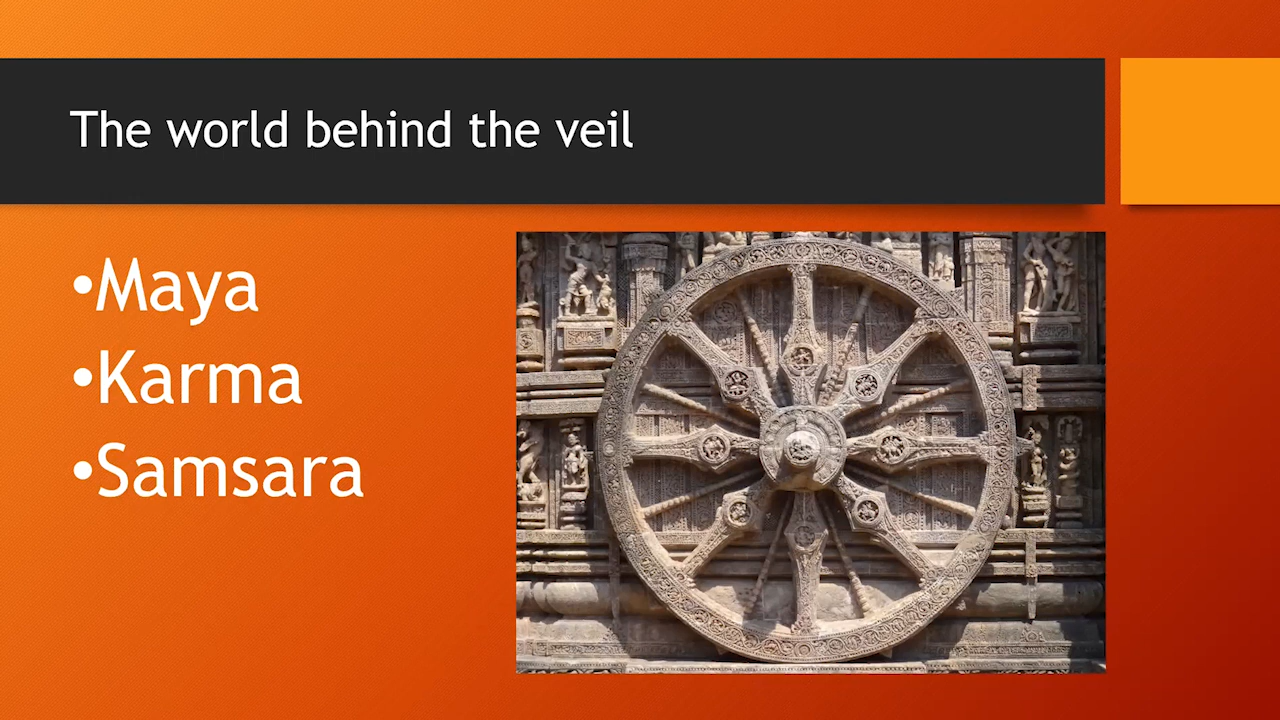 The world behind the veil
•Maya
•Karma
•Samsara